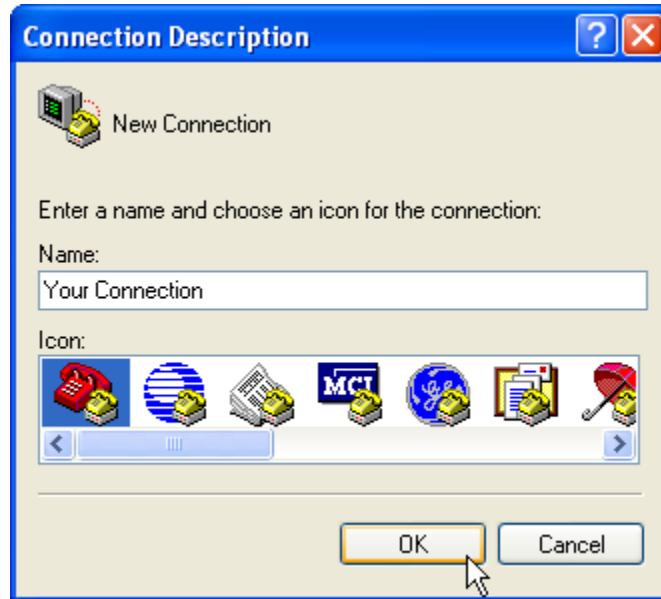 Connection Description
New Connection
Enter a name and choose an icon for the connection:
Name:
Your Connection
Icon:
MCI
OK
Cancel